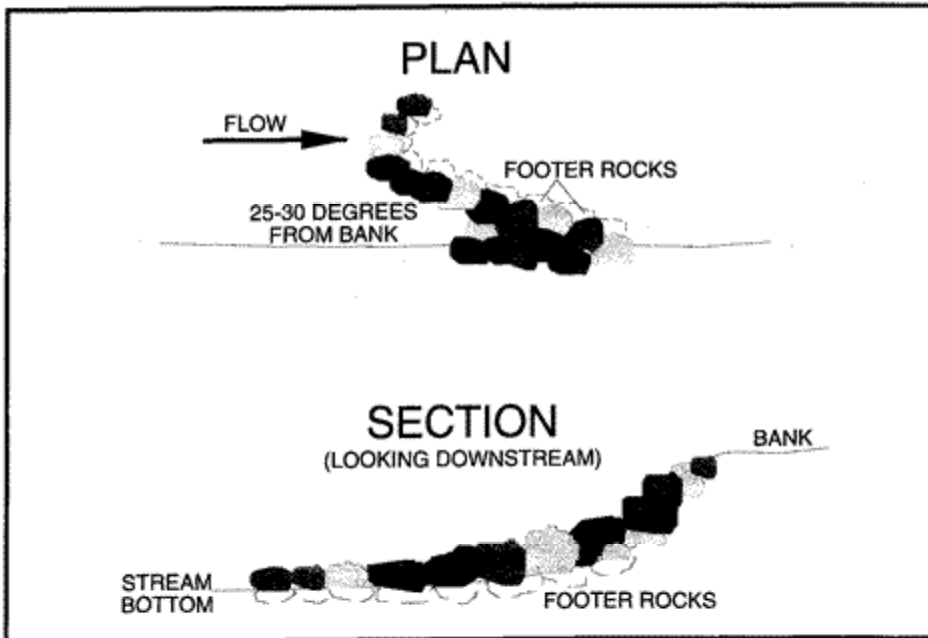 PLAN
FLOW
FOOTER ROCKS
25-30 DEGREES
FROM BANK
SECTION
(LOOKING DOWNSTREAM)
BANK
STREAM
BOTTOM
FOOTER ROCKS